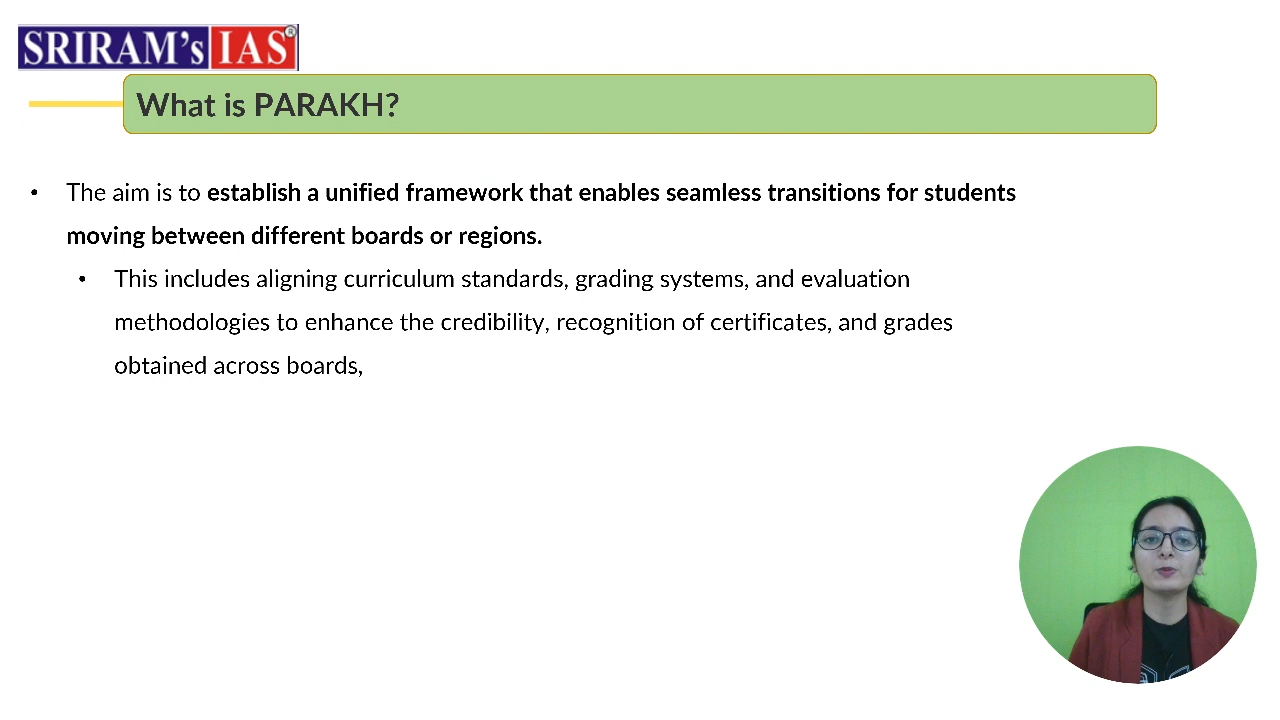 SRIRAM's IAS®
What is PARAKH?
• The aim is to establish a unified framework that enables seamless transitions for students
moving between different boards or regions.
• This includes aligning curriculum standards, grading systems, and evaluation
methodologies to enhance the credibility, recognition of certificates, and grades
obtained across boards,